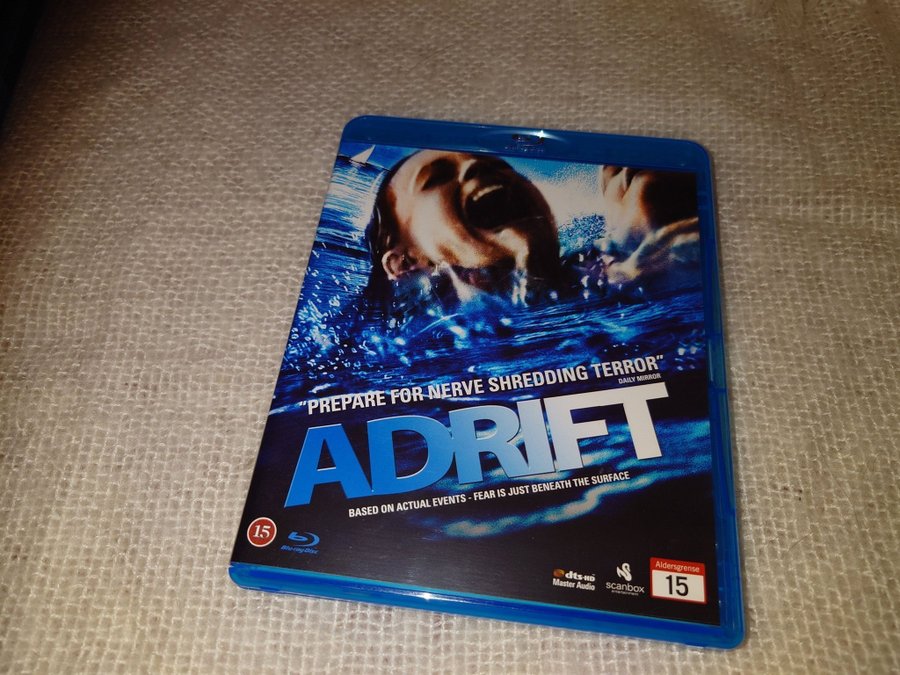 "PREPARE FOR NERVE SHREDDING TERROR"
DAILY MIRROR
ADRIFT
BASED ON ACTUAL EVENTS - FEAR IS JUST BENEATH THE SURFACE
15
Blu-ray Disc
dts-HD
Master Audio
scanbox
entertainment
Aldersgrense
15